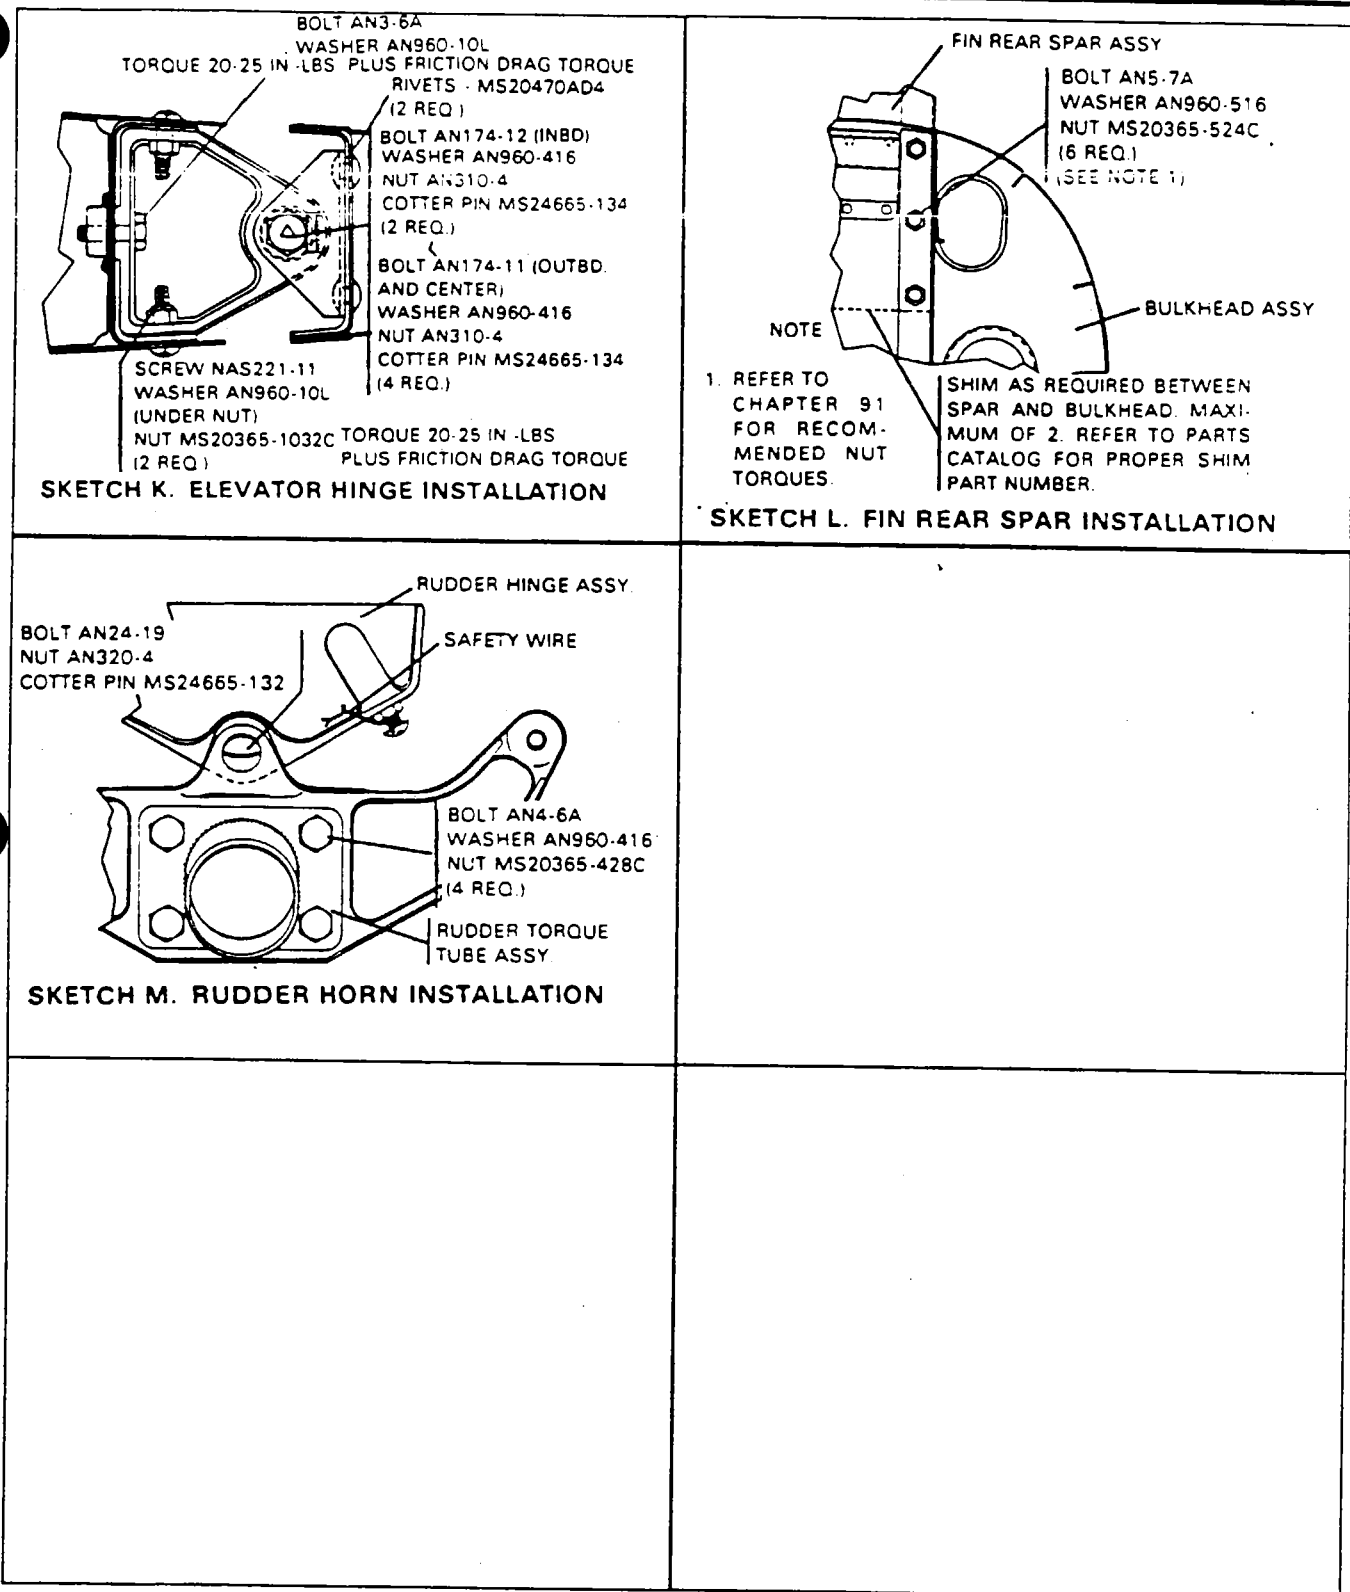 BOLT AN3-6A
WASHER AN960-10L
TORQUE 20-25 IN -LBS PLUS FRICTION DRAG TORQUE
RIVETS - MS20470AD4
(2 REQ.)
BOLT AN174-12 (INBD)
WASHER AN960-416
NUT AN310-4
COTTER PIN MS24665-134
(2 REQ.)
BOLT AN174-11 (OUTBD.
AND CENTER)
WASHER AN960-416
NUT AN310-4
COTTER PIN MS24665-134
(4 REQ.)
SCREW NAS221-11
WASHER AN960-10L
(UNDER NUT)
NUT MS20365-1032C
(2 REQ.)
TORQUE 20-25 IN -LBS
PLUS FRICTION DRAG TORQUE
SKETCH K. ELEVATOR HINGE INSTALLATION
FIN REAR SPAR ASSY
BOLT AN5-7A
WASHER AN960-516
NUT MS20365-524C
(6 REQ.)
(SEE NOTE 1)
BULKHEAD ASSY
NOTE
1. REFER TO
CHAPTER 91
FOR RECOM-
MENDED NUT
TORQUES.
SHIM AS REQUIRED BETWEEN
SPAR AND BULKHEAD. MAXI-
MUM OF 2. REFER TO PARTS
CATALOG FOR PROPER SHIM
PART NUMBER.
SKETCH L. FIN REAR SPAR INSTALLATION
RUDDER HINGE ASSY.
BOLT AN24-19
NUT AN320-4
COTTER PIN MS24665-132
SAFETY WIRE
BOLT AN4-6A
WASHER AN960-416
NUT MS20365-428C
(4 REQ.)
RUDDER TORQUE
TUBE ASSY.
SKETCH M. RUDDER HORN INSTALLATION